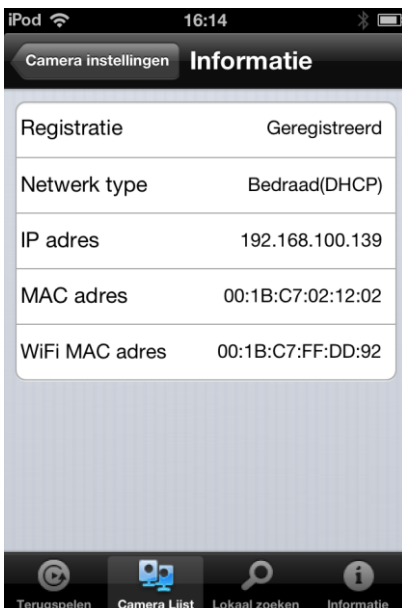 iPod 16:14
Camera instellingen Informatie
Registratie Geregistreerd
Netwerk type Bedraad(DHCP)
IP adres 192.168.100.139
MAC adres 00:1B:C7:02:12:02
WiFi MAC adres 00:1B:C7:FF:DD:92
Terugspelen Camera Lijst Lokaal zoeken Informatie